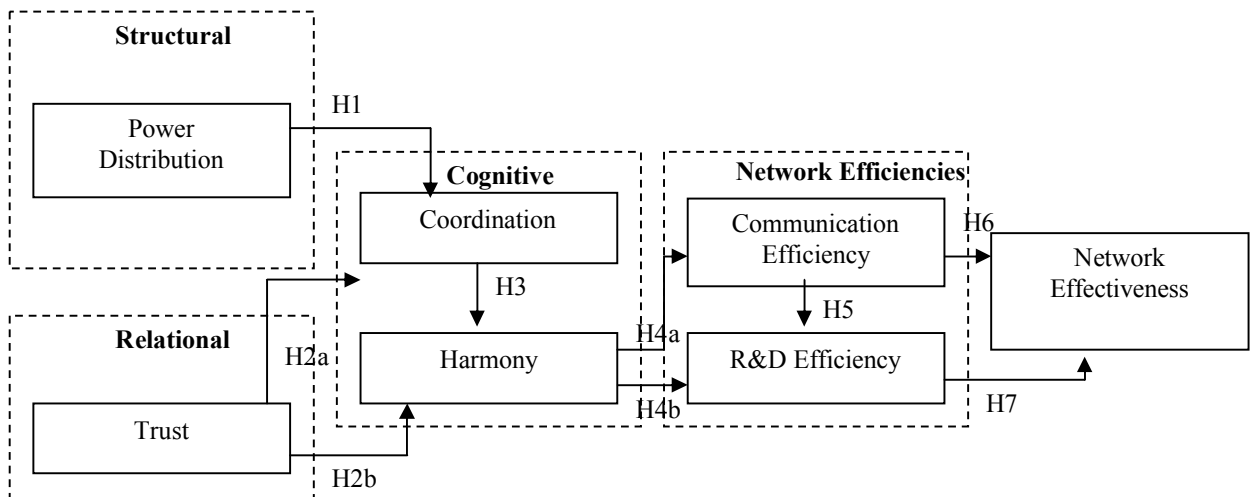 Structural
Power
Distribution
H1
Cognitive
Coordination
H3
Harmony
Relational
Trust
H2a
H2b
H4a
H4b
Network Efficiencies
Communication
Efficiency
H5
R&D Efficiency
H6
H7
Network
Effectiveness